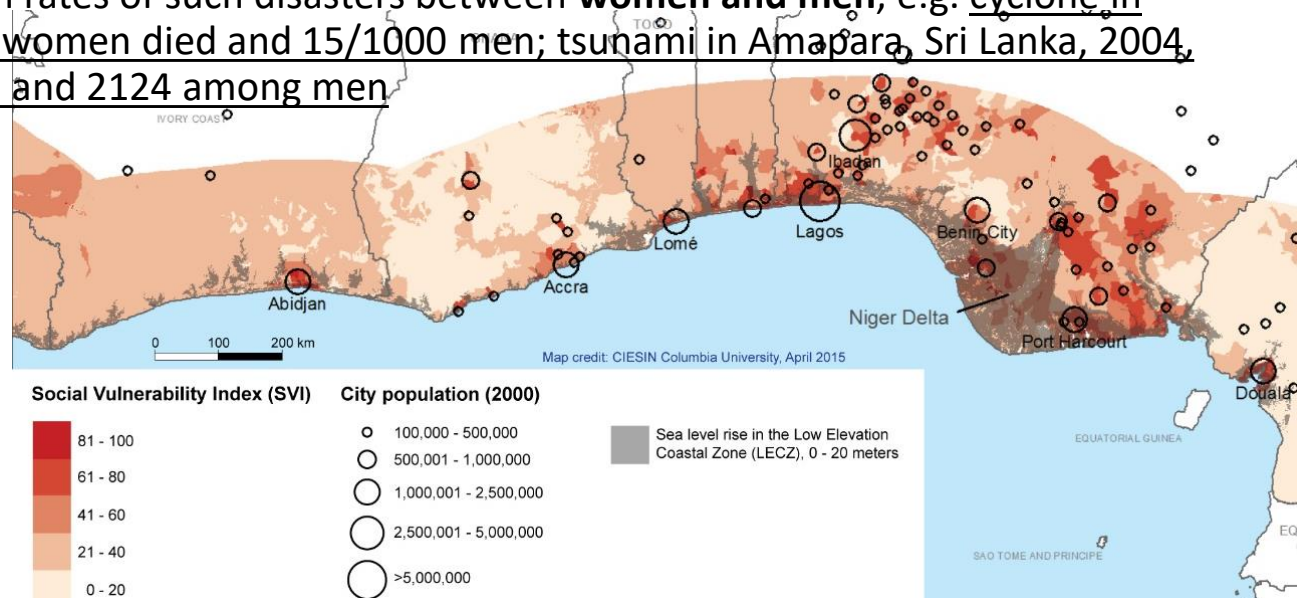 rates of such disasters between women and men, e.g. cyclone in
women died and 15/1000 men; tsunami in Amapara, Sri Lanka, 2004,
and 2124 among men
TOGO
IVORY COAST
Ibadan
Lomé
Lagos
Benin City
Accra
Abidjan
Niger Delta
Port Harcourt
Douala
0 100 200 km
Map credit: CIESIN Columbia University, April 2015
EQUATORIAL GUINEA
SAO TOME AND PRINCIPE
EQ
Social Vulnerability Index (SVI)
81 - 100
61 - 80
41 - 60
21 - 40
0 - 20
City population (2000)
100,000 - 500,000
500,001 - 1,000,000
1,000,001 - 2,500,000
2,500,001 - 5,000,000
>5,000,000
Sea level rise in the Low Elevation
Coastal Zone (LECZ), 0 - 20 meters